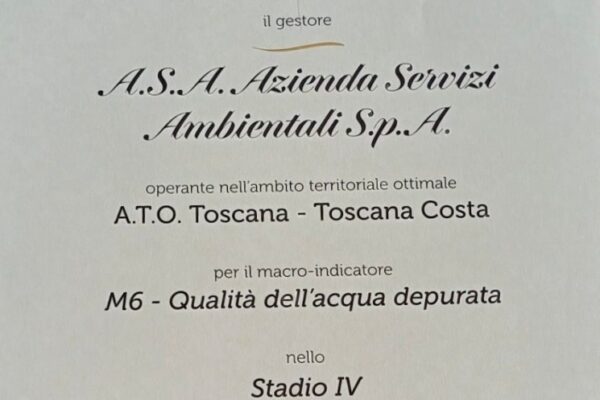 il gestore
A.S.A. Azienda Servizi
Ambientali S.p.A.
operante nell'ambito territoriale ottimale
A.T.O. Toscana - Toscana Costa
per il macro-indicatore
M6 - Qualità dell'acqua depurata
nello
Stadio IV